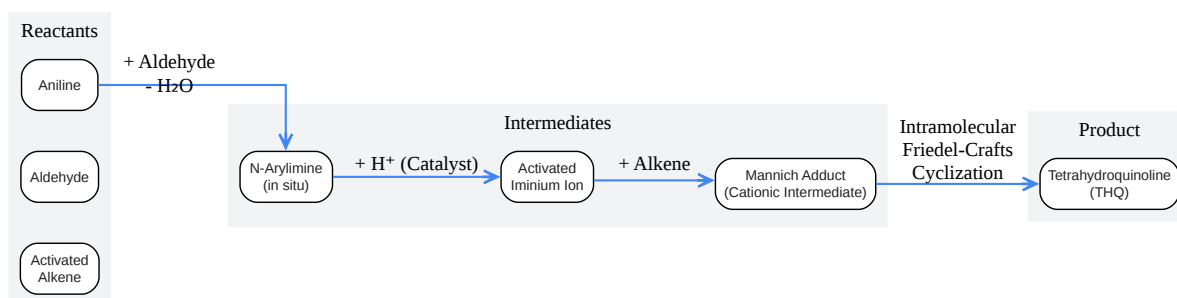 Reactants
Aniline
Aldehyde
Activated
Alkene
+ Aldehyde
- H₂O
Intermediates
N-Arylimine
(in situ)
+ H⁺ (Catalyst)
Activated
Iminium Ion
+ Alkene
Mannich Adduct
(Cationic Intermediate)
Intramolecular
Friedel-Crafts
Cyclization
Product
Tetrahydroquinoline
(THQ)